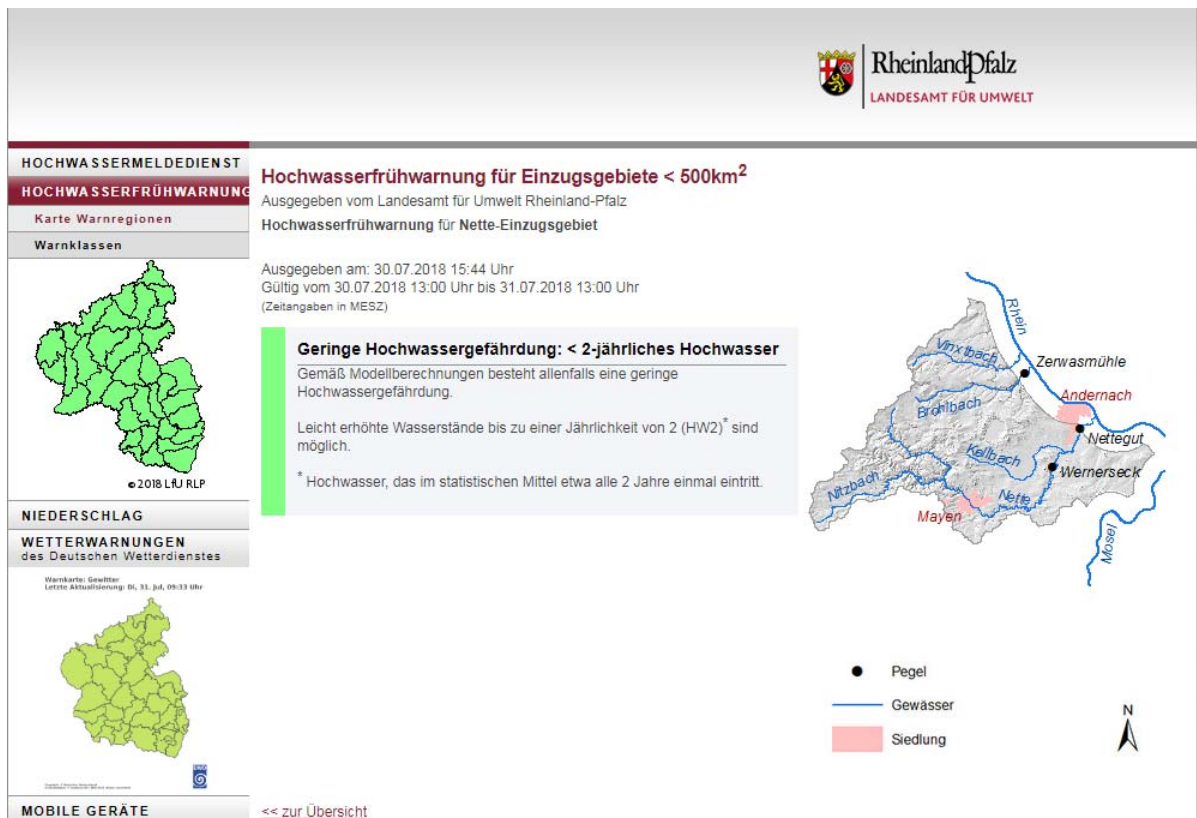 RheinlandPfalz
LANDESAMT FÜR UMWELT
HOCHWASSERMELDEDIENST
HOCHWASSERFRÜHWARNUNG
Karte Warnregionen
Warnklassen
© 2018 LfU RLP
NIEDERSCHLAG
WETTERWARNUNGEN
des Deutschen Wetterdienstes
Warnkarte: Gewitter
Letzte Aktualisierung: Di, 31. Jul, 09:33 Uhr
MOBILE GERÄTE
Hochwasserfrühwarnung für Einzugsgebiete < 500km²
Ausgegeben vom Landesamt für Umwelt Rheinland-Pfalz
Hochwasserfrühwarnung für Nette-Einzugsgebiet
Ausgegeben am: 30.07.2018 15:44 Uhr
Gültig vom 30.07.2018 13:00 Uhr bis 31.07.2018 13:00 Uhr
(Zeitangaben in MESZ)
Geringe Hochwassergefährdung: < 2-jährliches Hochwasser
Gemäß Modellberechnungen besteht allenfalls eine geringe
Hochwassergefährdung.
Leicht erhöhte Wasserstände bis zu einer Jährlichkeit von 2 (HW2)* sind
möglich.
* Hochwasser, das im statistischen Mittel etwa alle 2 Jahre einmal eintritt.
<< zur Übersicht
Rhein
Vinxtbach
Zerwasmühle
Andernach
Brohlbach
Nettegut
Kellbach
Wernerseck
Nitzbach
Nette
Mayen
Mosel
Pegel
Gewässer
Siedlung
N